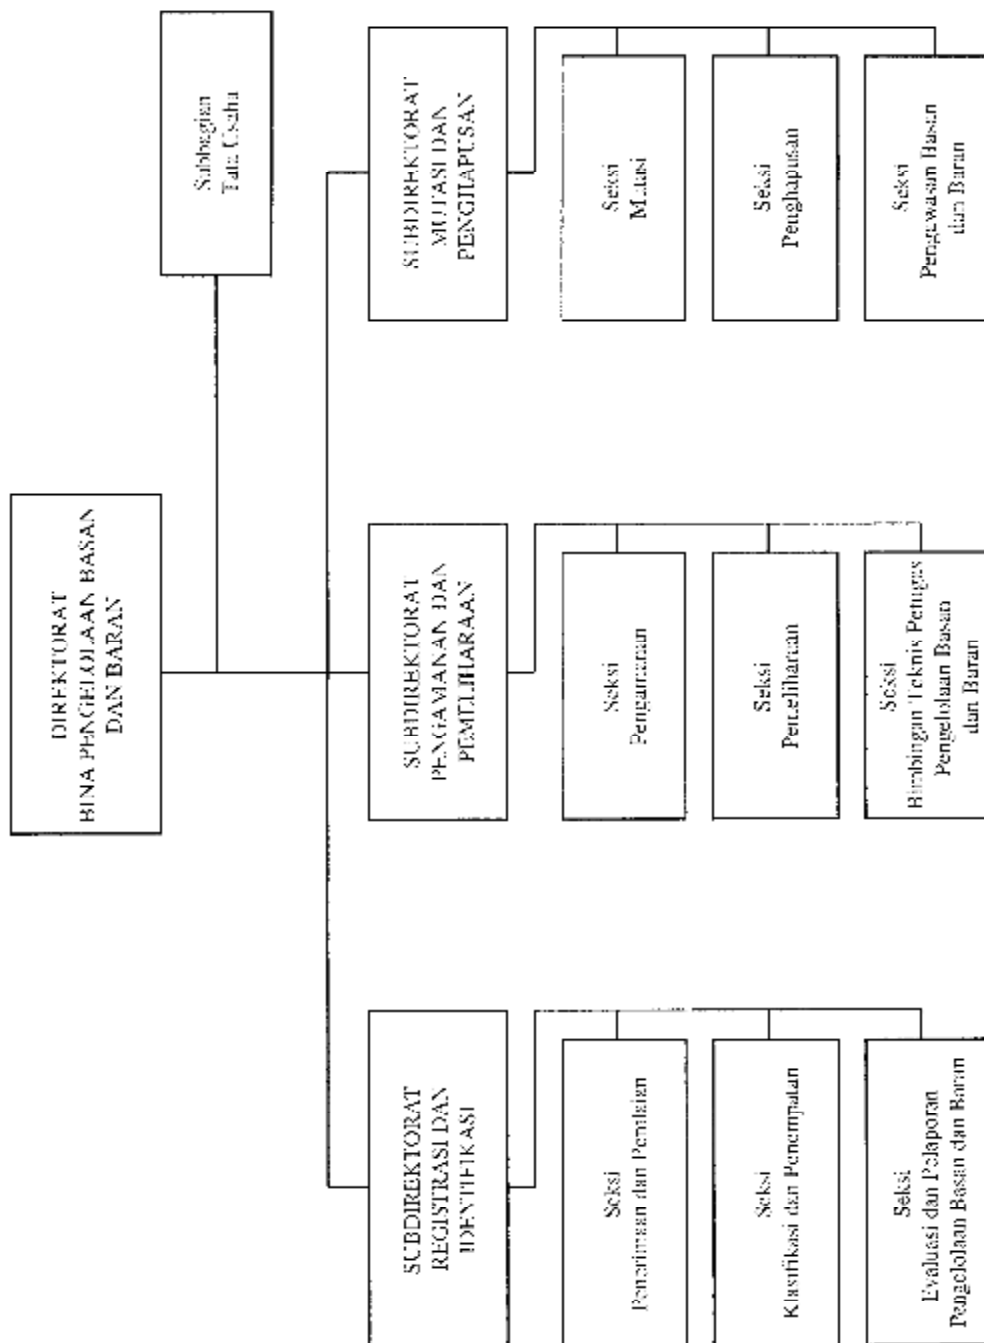 DIREKTORAT
BINA PENGELOLAAN BASAN
DAN BARAN
Subbagian
Tata Usaha
SUBDIREKTORAT
REGISTRASI DAN
IDENTIFIKASI
SUBDIREKTORAT
PENGAMANAN DAN
PEMELIHARAAN
SUBDIREKTORAT
MUTASI DAN
PENGHAPUSAN
Seksi
Penerimaan dan Penilaian
Seksi
Pengamanan
Seksi
Mutasi
Seksi
Klasifikasi dan Penempatan
Seksi
Pemeliharaan
Seksi
Penghapusan
Seksi
Evaluasi dan Pelaporan
Pengelolaan Basan dan Baran
Seksi
Bimbingan Teknis Petugas
Pengelolaan Basan
dan Baran
Seksi
Pengawasan Basan
dan Baran